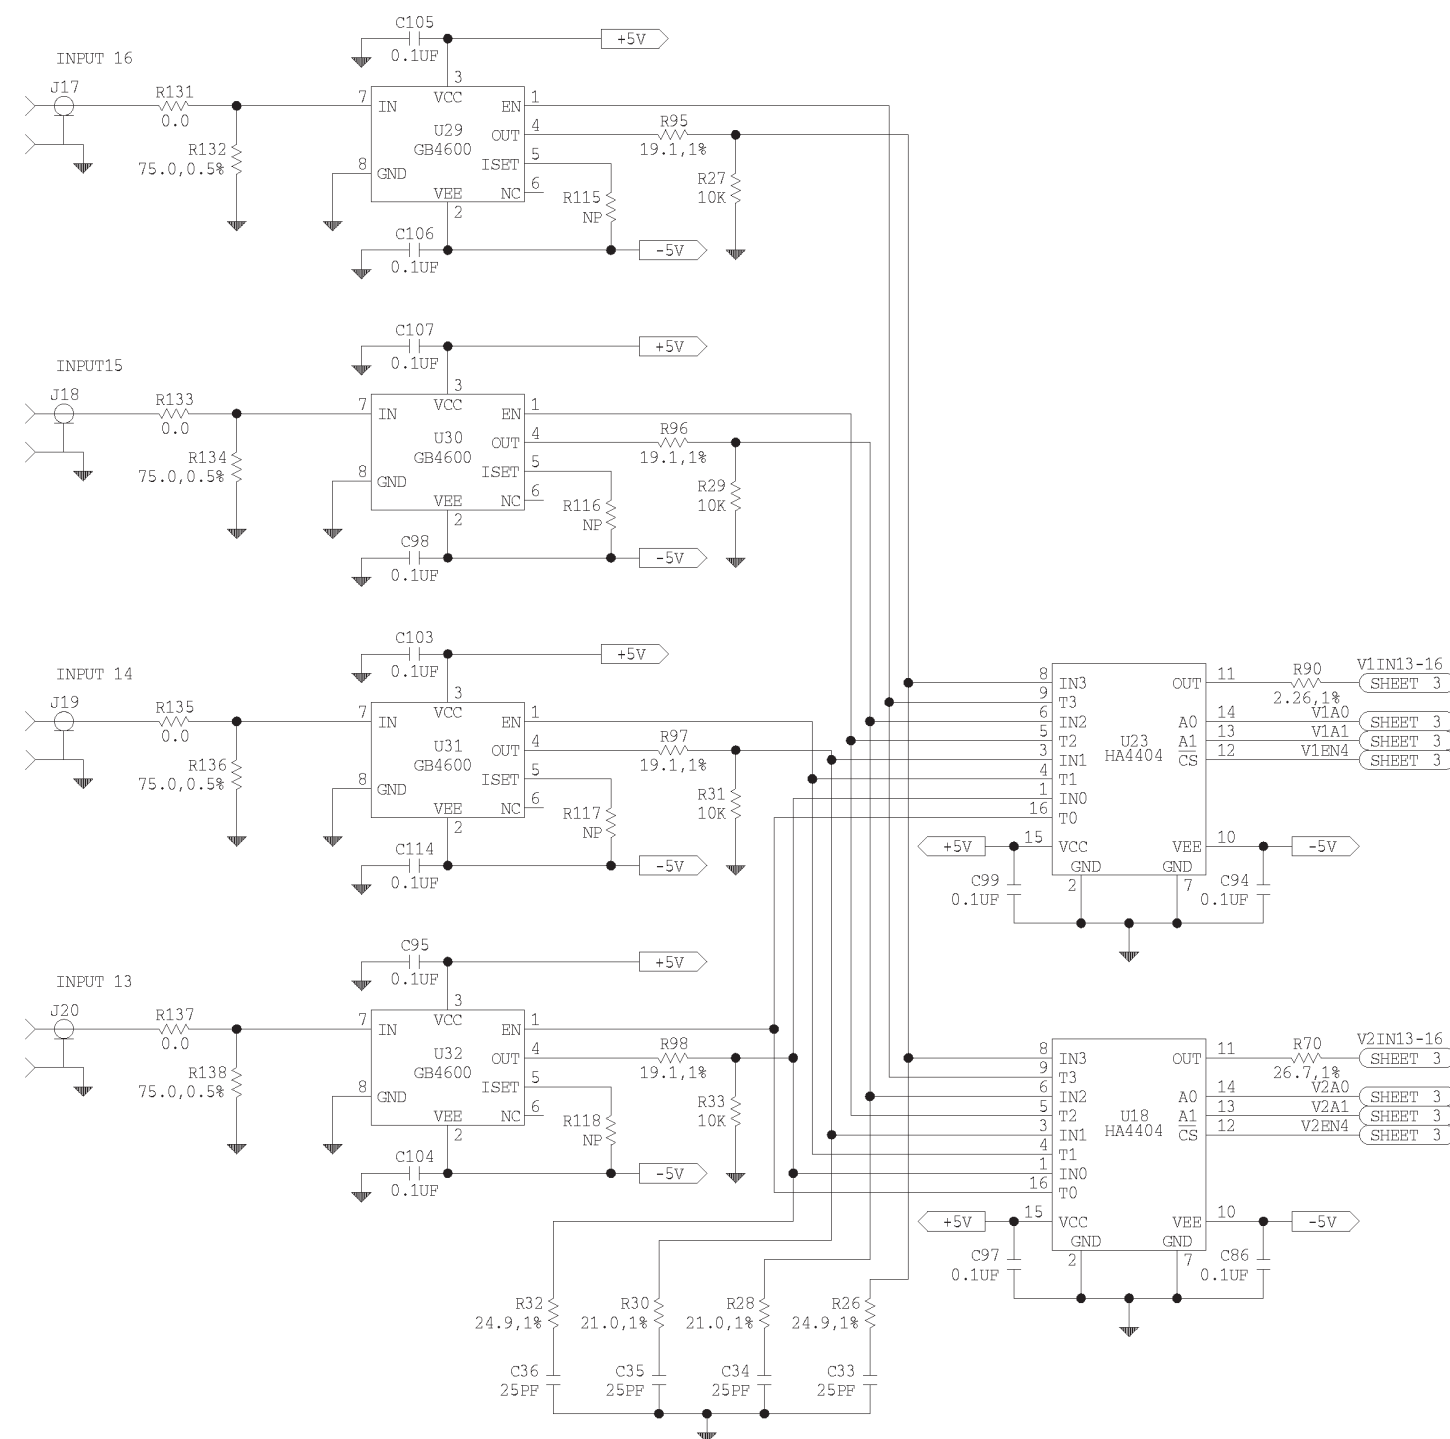 C105
+5V
0.1UF
INPUT 16
J17
R131
0.0
R132
75.0,0.5%
7 IN
8 GND
3
VCC
U29
GB4600
VEE
2
EN 1
OUT 4
ISET 5
NC 6
R95
19.1,1%
R27
10K
R115
NP
C106
0.1UF
-5V
C107
+5V
0.1UF
INPUT15
J18
R133
0.0
R134
75.0,0.5%
7 IN
8 GND
3
VCC
U30
GB4600
VEE
2
EN 1
OUT 4
ISET 5
NC 6
R96
19.1,1%
R29
10K
R116
NP
C98
0.1UF
-5V
C103
+5V
0.1UF
INPUT 14
J19
R135
0.0
R136
75.0,0.5%
7 IN
8 GND
3
VCC
U31
GB4600
VEE
2
EN 1
OUT 4
ISET 5
NC 6
R97
19.1,1%
R31
10K
R117
NP
C114
0.1UF
-5V
C95
+5V
0.1UF
INPUT 13
J20
R137
0.0
R138
75.0,0.5%
7 IN
8 GND
3
VCC
U32
GB4600
VEE
2
EN 1
OUT 4
ISET 5
NC 6
R98
19.1,1%
R33
10K
R118
NP
C104
0.1UF
-5V
8 IN3
9 T3
6 IN2
5 T2
3 IN1
4 T1
1 IN0
16 T0
+5V
15 VCC
U23
HA4404
OUT 11
A0 14
A1 13
CS 12
VEE 10
-5V
GND GND
2 7
R90
2.26,1%
V1IN13-16
SHEET 3
V1A0
SHEET 3
V1A1
SHEET 3
V1EN4
SHEET 3
C99
0.1UF
C94
0.1UF
8 IN3
9 T3
6 IN2
5 T2
3 IN1
4 T1
1 IN0
16 T0
+5V
15 VCC
U18
HA4404
OUT 11
A0 14
A1 13
CS 12
VEE 10
-5V
GND GND
2 7
R70
26.7,1%
V2IN13-16
SHEET 3
V2A0
SHEET 3
V2A1
SHEET 3
V2EN4
SHEET 3
C97
0.1UF
C86
0.1UF
R32
24.9,1%
R30
21.0,1%
R28
21.0,1%
R26
24.9,1%
C36
25PF
C35
25PF
C34
25PF
C33
25PF